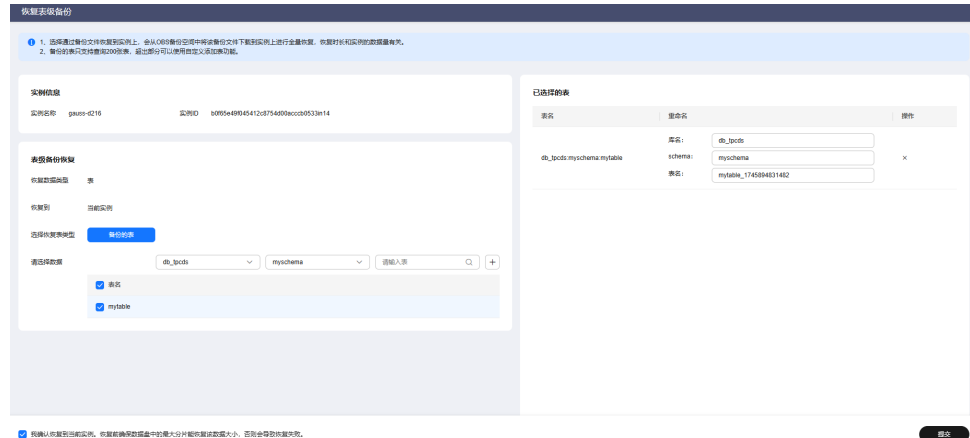 恢复表级备份
1、选择通过备份文件恢复到实例上，会从OBS备份空间中将该备份文件下载到实例上进行全量恢复，恢复时长和实例的数据量有关。
2、备份的表只支持查询200张表，超出部分可以使用自定义添加表功能。
实例信息
实例名称 gauss-d216 实例ID b0f65e49f045412c8754d00acccb0533in14
表级备份恢复
恢复数据类型 表
恢复到 当前实例
选择恢复表类型 备份的表
请选择数据 db_tpcds myschema 请输入表
表名
mytable
已选择的表
表名 重命名 操作
库名： db_tpcds
db_tpcds:myschema:mytable schema： myschema
表名： mytable_1745894831482
我确认恢复到当前实例。恢复前确保数据盘中的最大分片能恢复该数据大小，否则会导致恢复失败。
提交